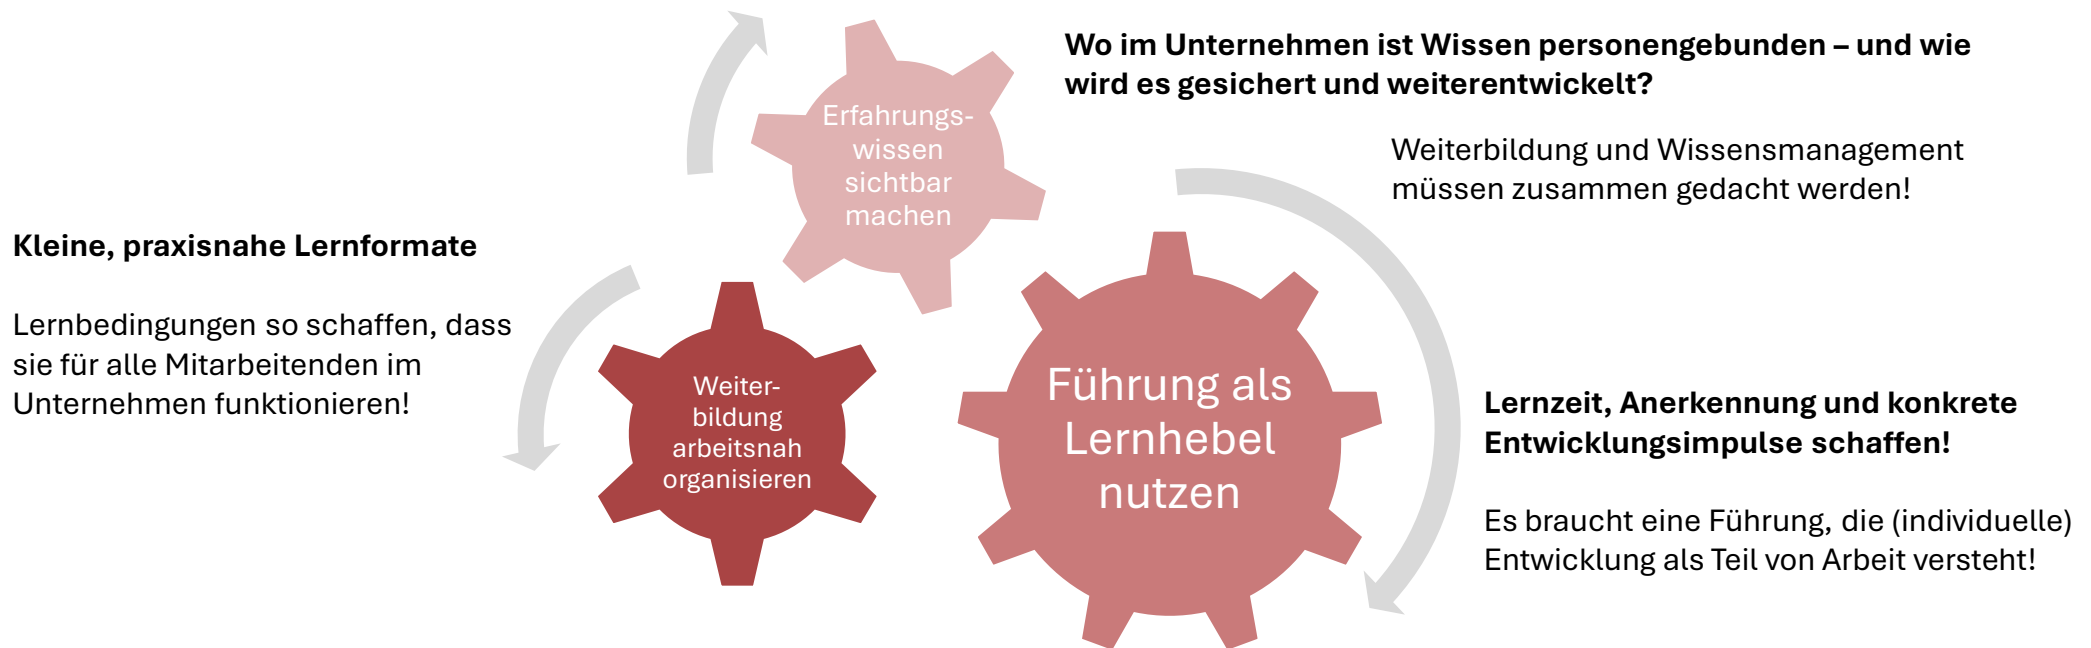 Wo im Unternehmen ist Wissen personengebunden – und wie
wird es gesichert und weiterentwickelt?
Weiterbildung und Wissensmanagement
müssen zusammen gedacht werden!
Erfahrungs-
wissen
sichtbar
machen
Kleine, praxisnahe Lernformate
Lernbedingungen so schaffen, dass
sie für alle Mitarbeitenden im
Unternehmen funktionieren!
Weiter-
bildung
arbeitsnah
organisieren
Führung als
Lernhebel
nutzen
Lernzeit, Anerkennung und konkrete
Entwicklungsimpulse schaffen!
Es braucht eine Führung, die (individuelle)
Entwicklung als Teil von Arbeit versteht!